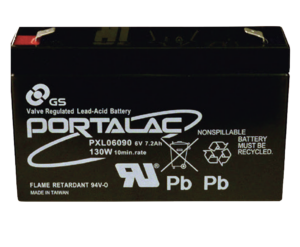 GS
Valve Regulated Lead-Acid Battery
PORTALAC
PXL06090 6V 7.2Ah
130W 10min.rate
NONSPILLABLE
BATTERY
MUST BE
RECYCLED.
Pb Pb
FLAME RETARDANT 94V-0
MADE IN TAIWAN